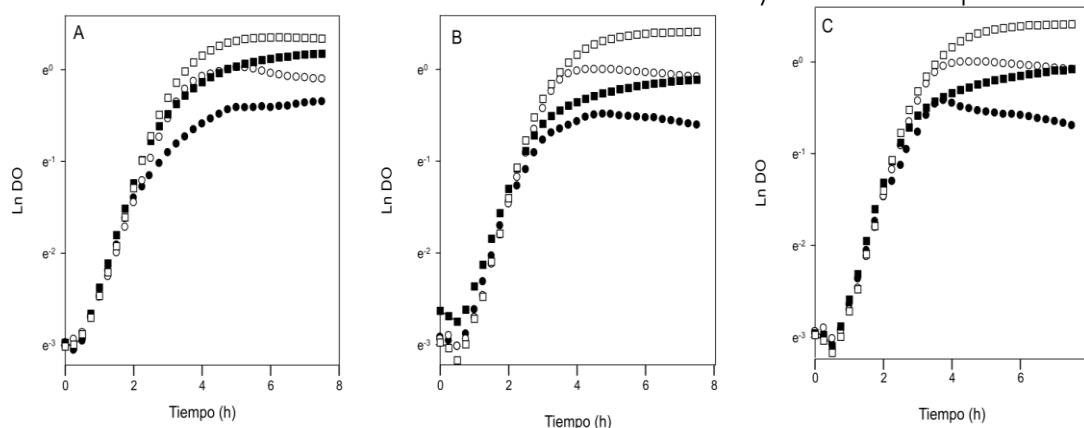 A
Ln DO
e⁰
e⁻¹
e⁻²
e⁻³
0
2
4
6
8
Tiempo (h)
B
Ln DO
e⁰
e⁻¹
e⁻²
e⁻³
0
2
4
6
8
Tiempo (h)
C
Ln DO
e⁰
e⁻¹
e⁻²
e⁻³
0
2
4
6
Tiempo (h)